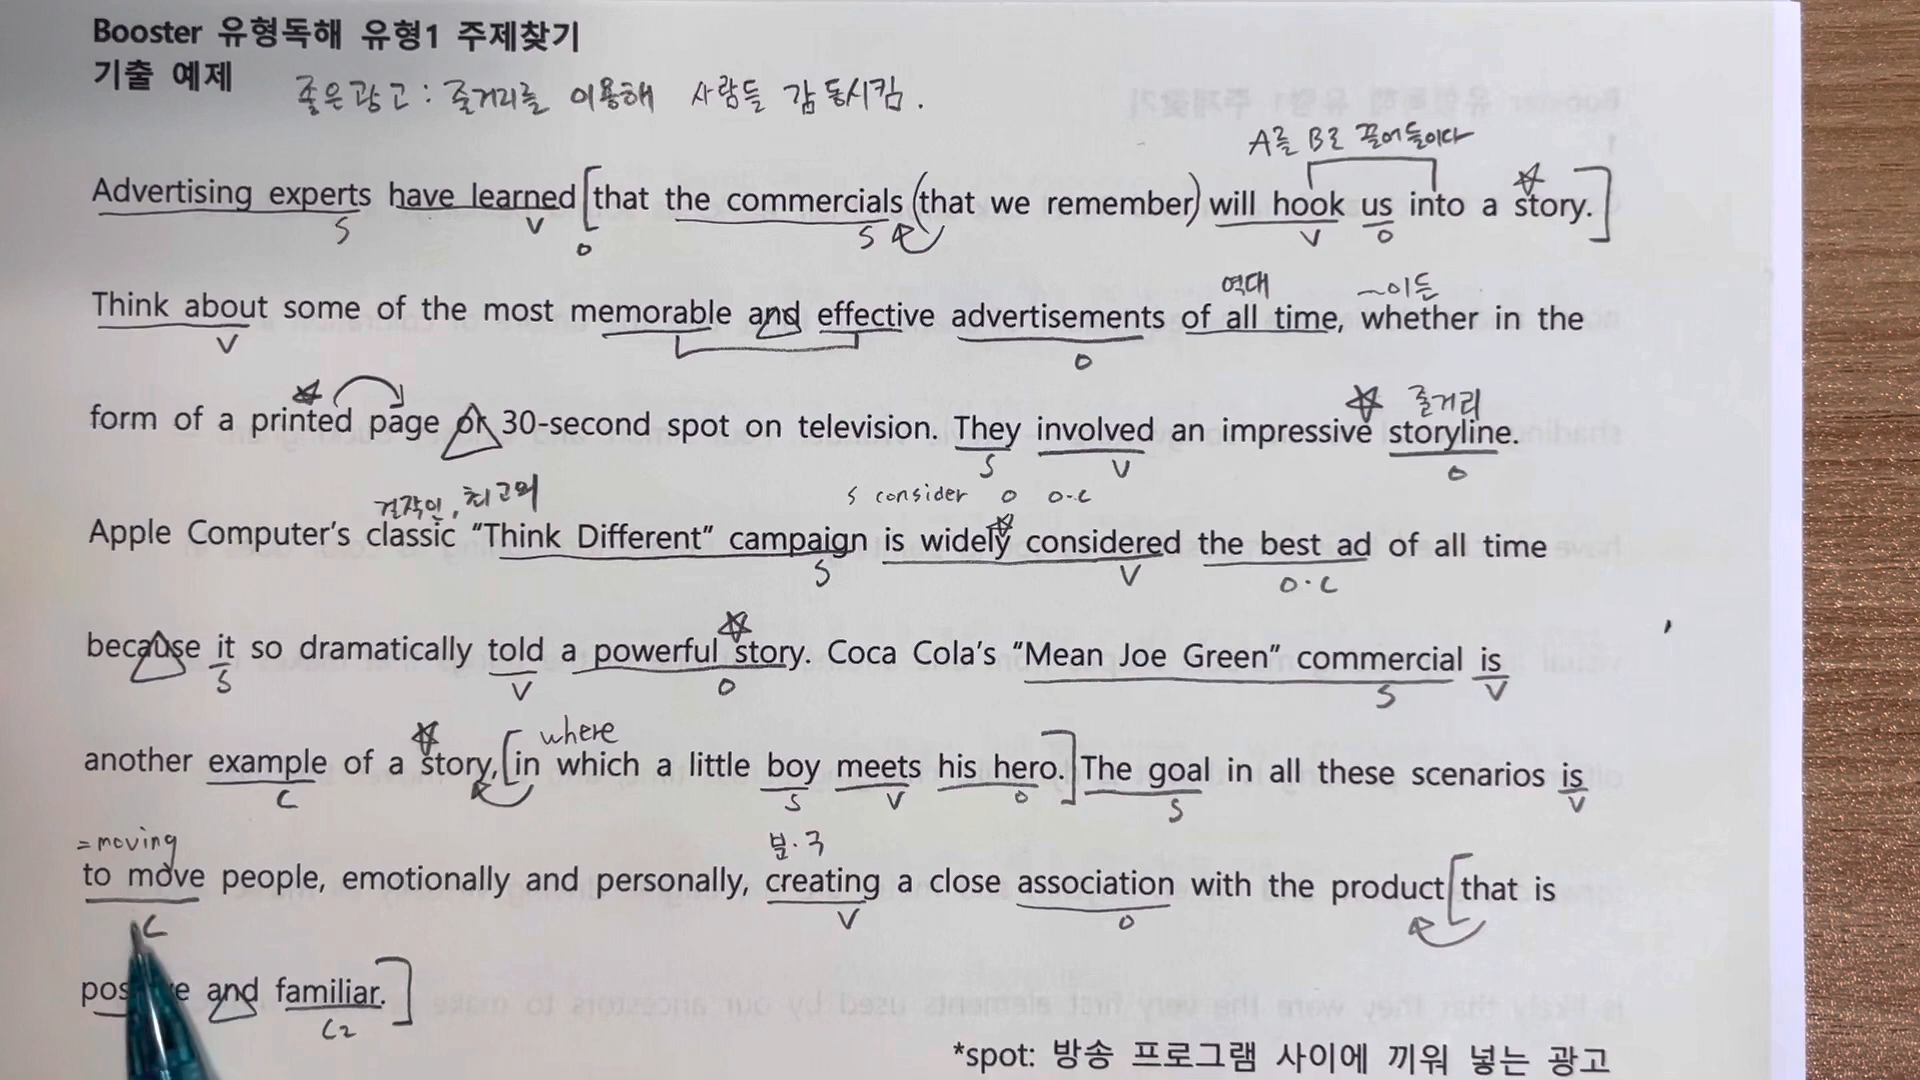 Booster 유형독해 유형1 주제찾기
기출 예제
좋은광고: 줄거리를 이용해 사람들 감동시킴.
A를 B로 끌어들이다
Advertising experts have learned [that the commercials (that we remember) will hook us into a story.]
S V O S V O
역대 ~이든
Think about some of the most memorable and effective advertisements of all time, whether in the
V O
줄거리
form of a printed page or 30-second spot on television. They involved an impressive storyline.
S V O
걸작인, 최고의 S consider O O.C
Apple Computer's classic "Think Different" campaign is widely considered the best ad of all time
S V O.C
because it so dramatically told a powerful story. Coca Cola's "Mean Joe Green" commercial is
S V O S V
where
another example of a story, [in which a little boy meets his hero.] The goal in all these scenarios is
C S V O S V
=moving 분.구
to move people, emotionally and personally, creating a close association with the product [that is
C V O
and familiar.]
C2
*spot: 방송 프로그램 사이에 끼워 넣는 광고